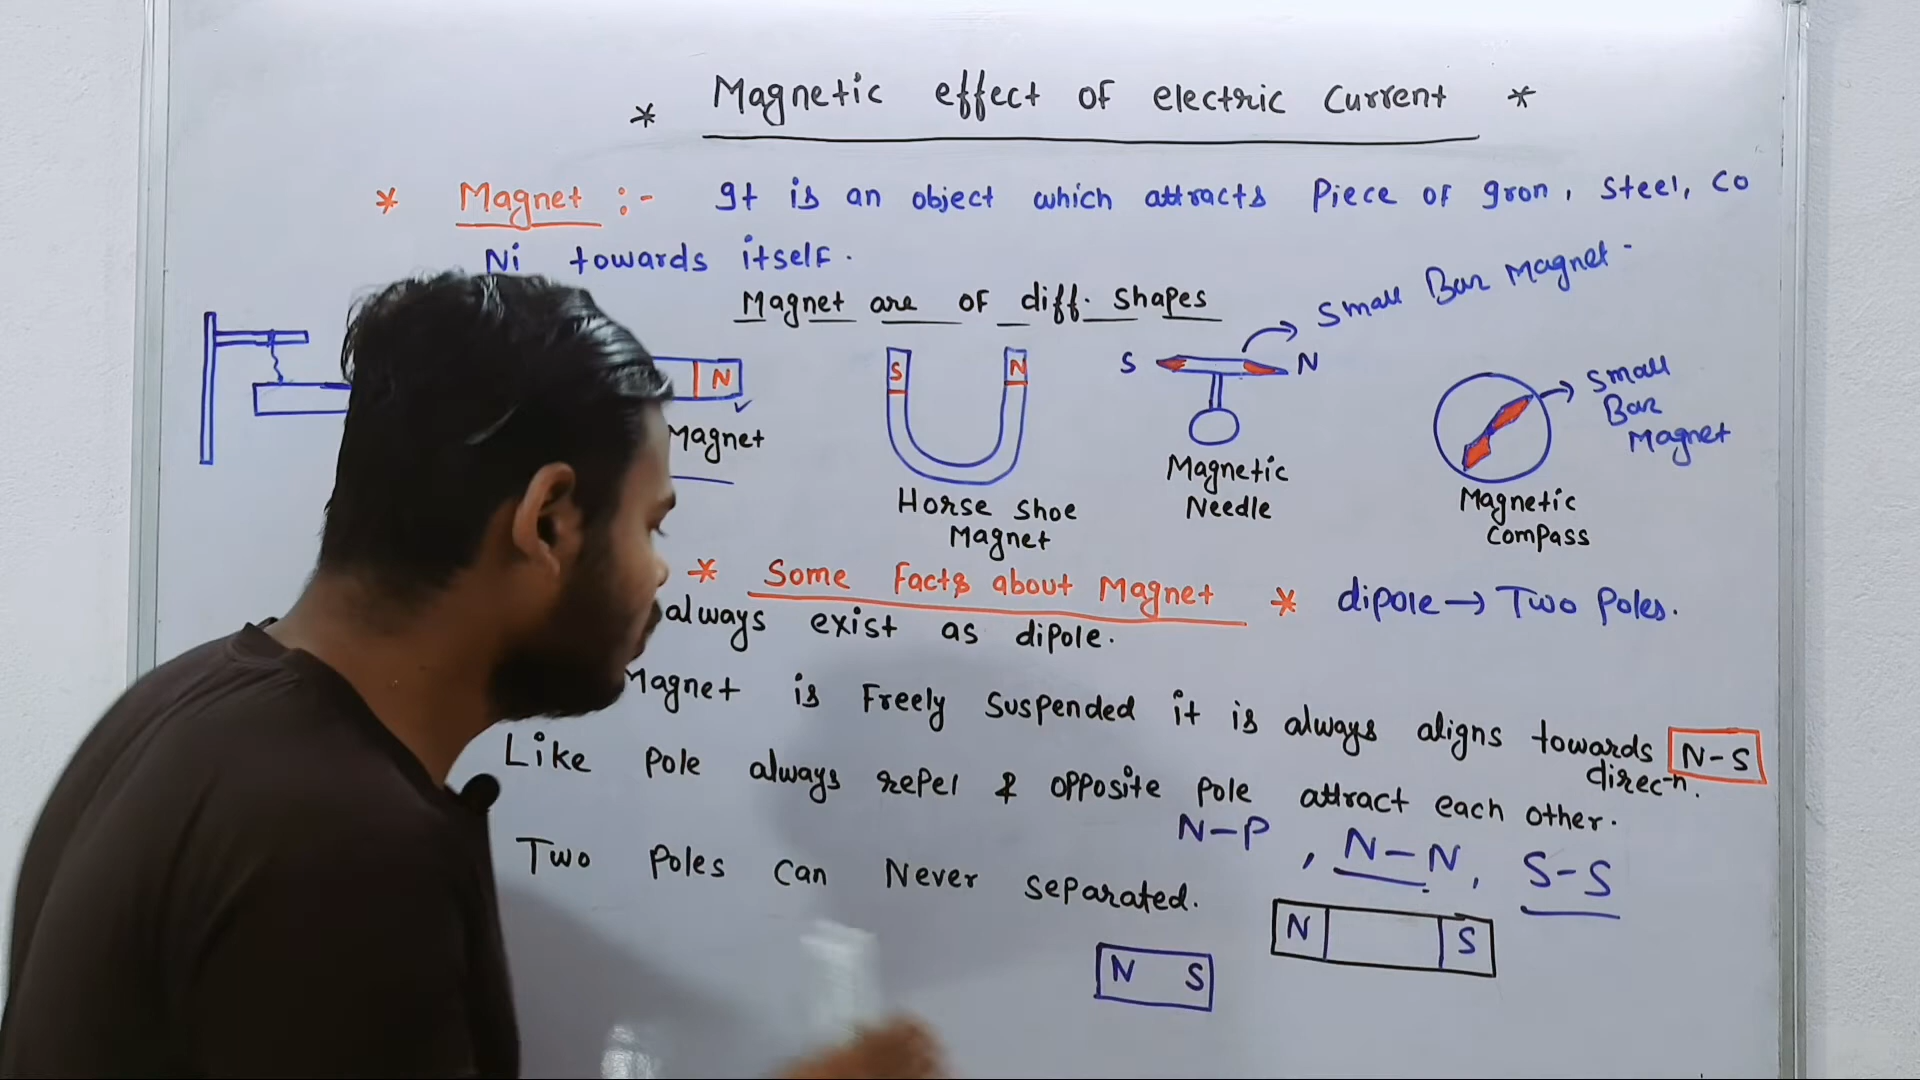 * Magnetic effect of electric Current *
* Magnet :- It is an object which attracts Piece of Iron, Steel, Co
Ni towards itself.
Magnet are of diff. shapes
Small Bar Magnet
N
Magnet
S N
Horse Shoe
Magnet
S N
Magnetic
Needle
Small
Bar
Magnet
Magnetic
Compass
* Some Facts about Magnet * dipole → Two Poles.
always exist as dipole.
Magnet is Freely Suspended it is always aligns towards N-S
direcn.
Like pole always repel & opposite pole attract each other.
N-P, N-N, S-S
Two Poles Can Never separated.
N S
N S